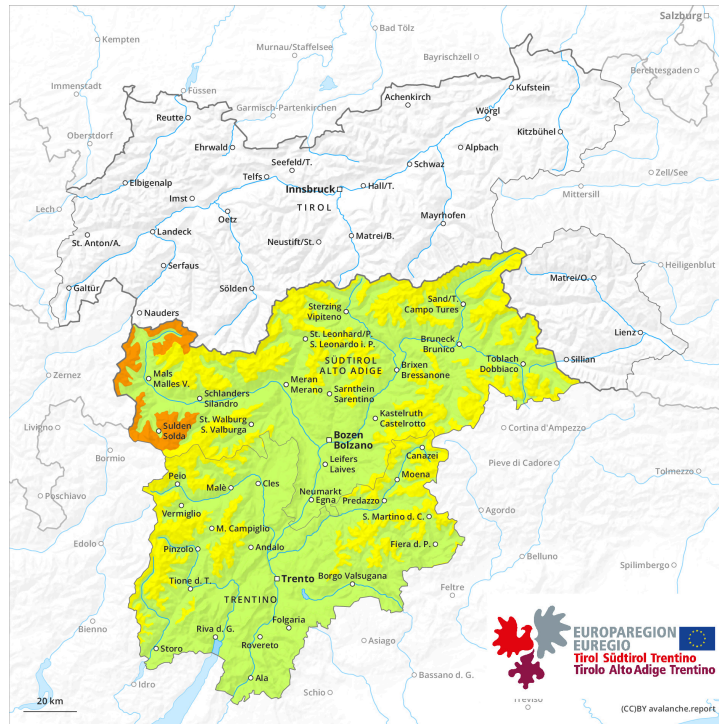 Salzburg
Kempten
Bad Tölz
Murnau/Staffelsee
Bayrischzell
Berchtesgaden
Immenstadt
Füssen
Kufstein
Achenkirch
Garmisch-Partenkirchen
Reutte
Wörgl
Oberstdorf
Ehrwald
Kitzbühel
Alpbach
Seefeld/T.
Schwaz
Zell/See
Telfs
Elbigenalp
Innsbruck
Hall/T.
Mittersill
Imst
TIROL
Lech
Oetz
Mayrhofen
Landeck
St. Anton/A.
Neustift/St.
Matrei/B.
Serfaus
Heiligenblut
Matrei/O.
Galtür
Sölden
Sand/T.
Campo Tures
Nauders
Sterzing
Vipiteno
Lienz
St. Leonhard/P.
S. Leonardo i. P.
Bruneck
Brunico
Sillian
Toblach
Dobbiaco
SÜDTIROL
ALTO ADIGE
Brixen
Bressanone
Zernez
Mals
Malles V.
Meran
Merano
Schlanders
Silandro
Sarnthein
Sarentino
Kastelruth
Castelrotto
St. Walburg
S. Valburga
Livigno
Sulden
Solda
Cortina d'Ampezzo
Bozen
Bolzano
Bormio
Canazei
Leifers
Laives
Pieve di Cadore
Tolmezzo
Peio
Moena
Malè
Cles
Poschiavo
Neumarkt
Egna
Predazzo
Vermiglio
Agordo
S. Martino d. C.
M. Campiglio
Edolo
Pinzolo
Andalo
Fiera d. P.
Belluno
Spilimbergo
Tione d. T.
Trento
Borgo Valsugana
Feltre
TRENTINO
Folgaria
Bienno
Riva d. G.
Rovereto
Storo
Asiago
Ala
Idro
Schio
Bassano d. G.
Treviso
EUROPAREGION
EUREGIO
Tirol Südtirol Trentino
Tirolo Alto Adige Trentino
20 km
(CC)BY avalanche.report